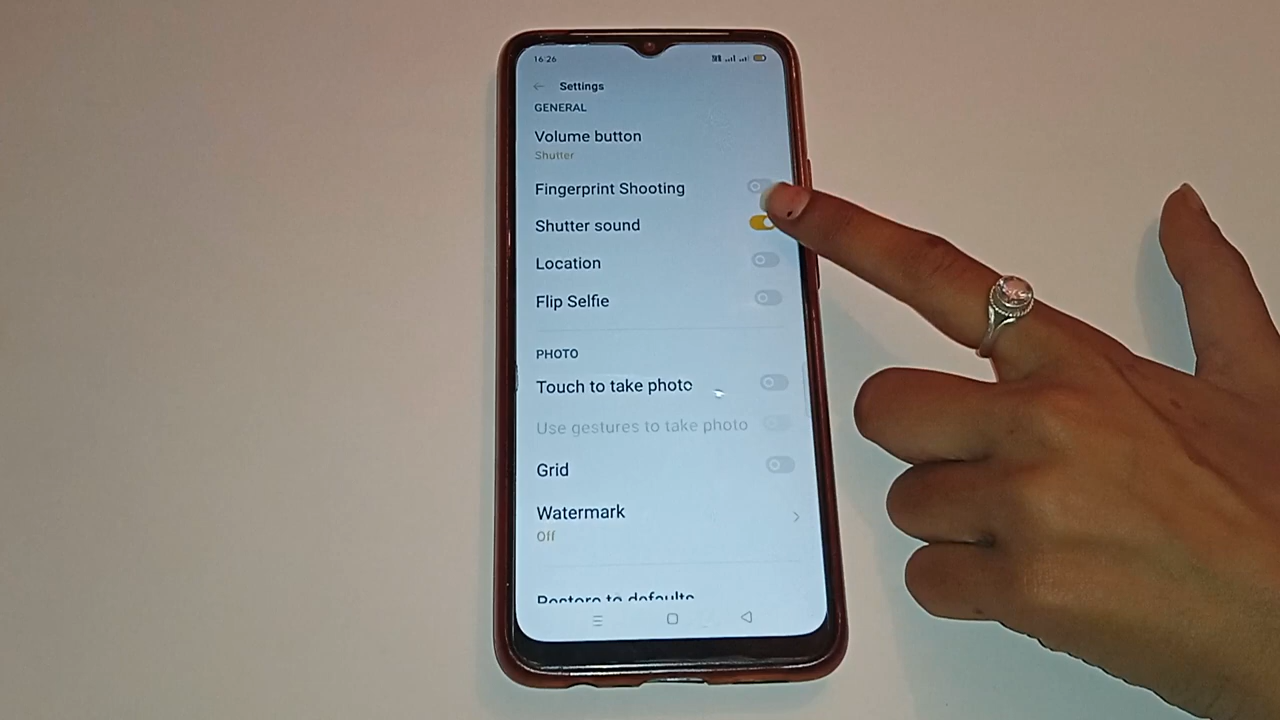 16:26
Settings
GENERAL
Volume button
Shutter
Fingerprint Shooting
Shutter sound
Location
Flip Selfie
PHOTO
Touch to take photo
Use gestures to take photo
Grid
Watermark
Off
Restore to defaults